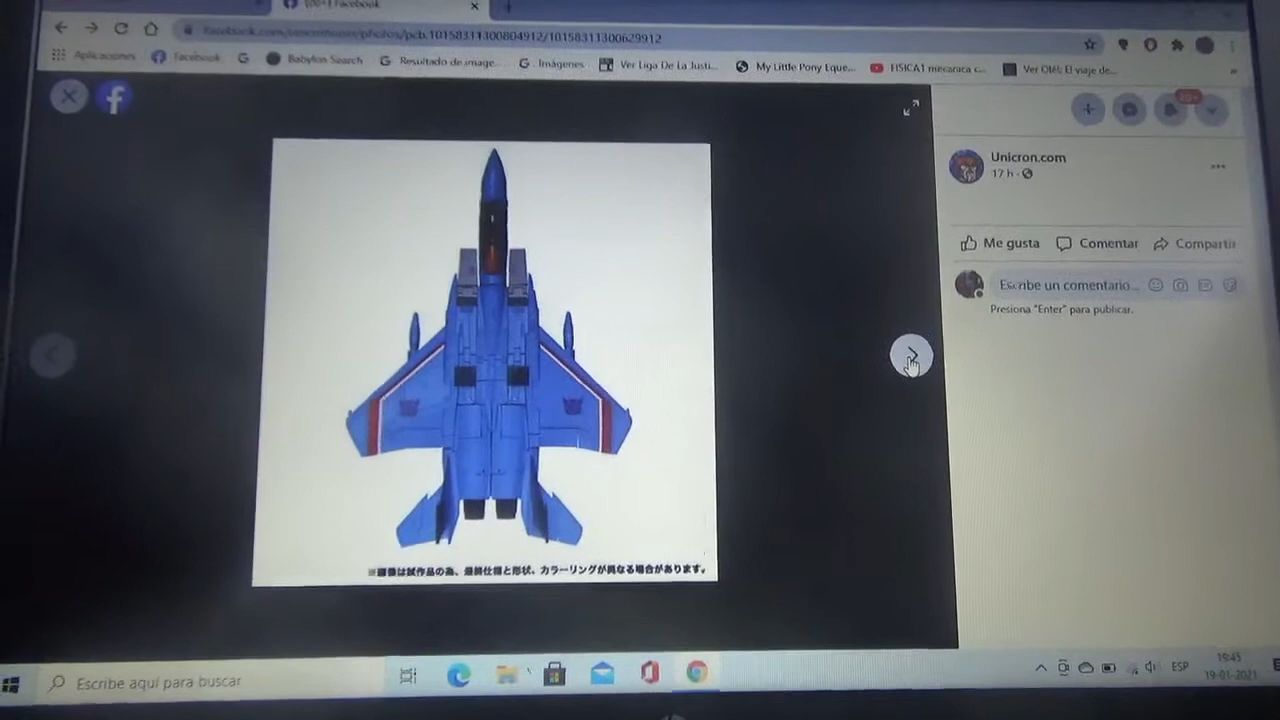 Facebook
pcb.10158311300804912/10158311300629912
Aplicaciones
Facebook
Babylon Search
Resultado de image...
Imágenes
Ver Liga De La Justi...
My Little Pony Eque...
FISICA1 mecanica c...
Ver Olé!: El viaje de...
Unicron.com
17 h ·
Me gusta
Comentar
Compartir
Escribe un comentario...
Presiona "Enter" para publicar.
※画像は試作品の為、最終仕様と形状、カラーリングが異なる場合があります。
Escribe aquí para buscar
ESP
19:45
19-01-2021